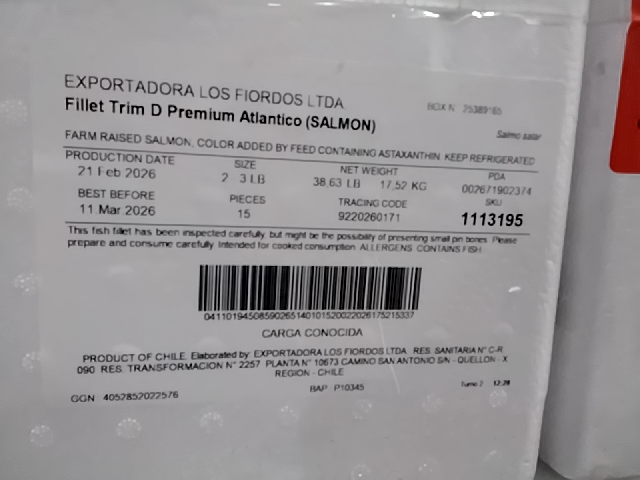 EXPORTADORA LOS FIORDOS LTDA.
BOX N° 25389165
Fillet Trim D Premium Atlantico (SALMON)
Salmo salar
FARM RAISED SALMON, COLOR ADDED BY FEED CONTAINING ASTAXANTHIN. KEEP REFRIGERATED
PRODUCTION DATE SIZE NET WEIGHT PDA
21 Feb 2026 2 3 LB 38,63 LB 17,52 KG 002671902374
BEST BEFORE PIECES TRACING CODE SKU
11 Mar 2026 15 9220260171 1113195
This fish fillet has been inspected carefully, but might be the possibility of presenting small pin bones. Please
prepare and consume carefully. Intended for cooked consumption. ALLERGENS: CONTAINS FISH.
CARGA CONOCIDA
PRODUCT OF CHILE. Elaborated by: EXPORTADORA LOS FIORDOS LTDA. RES. SANITARIA N° C-R
090 RES. TRANSFORMACION N° 2257 PLANTA N° 10673 CAMINO SAN ANTONIO S/N - QUELLON - X
REGION - CHILE
GGN: 4052852022576 BAP: P10345 Turno 2